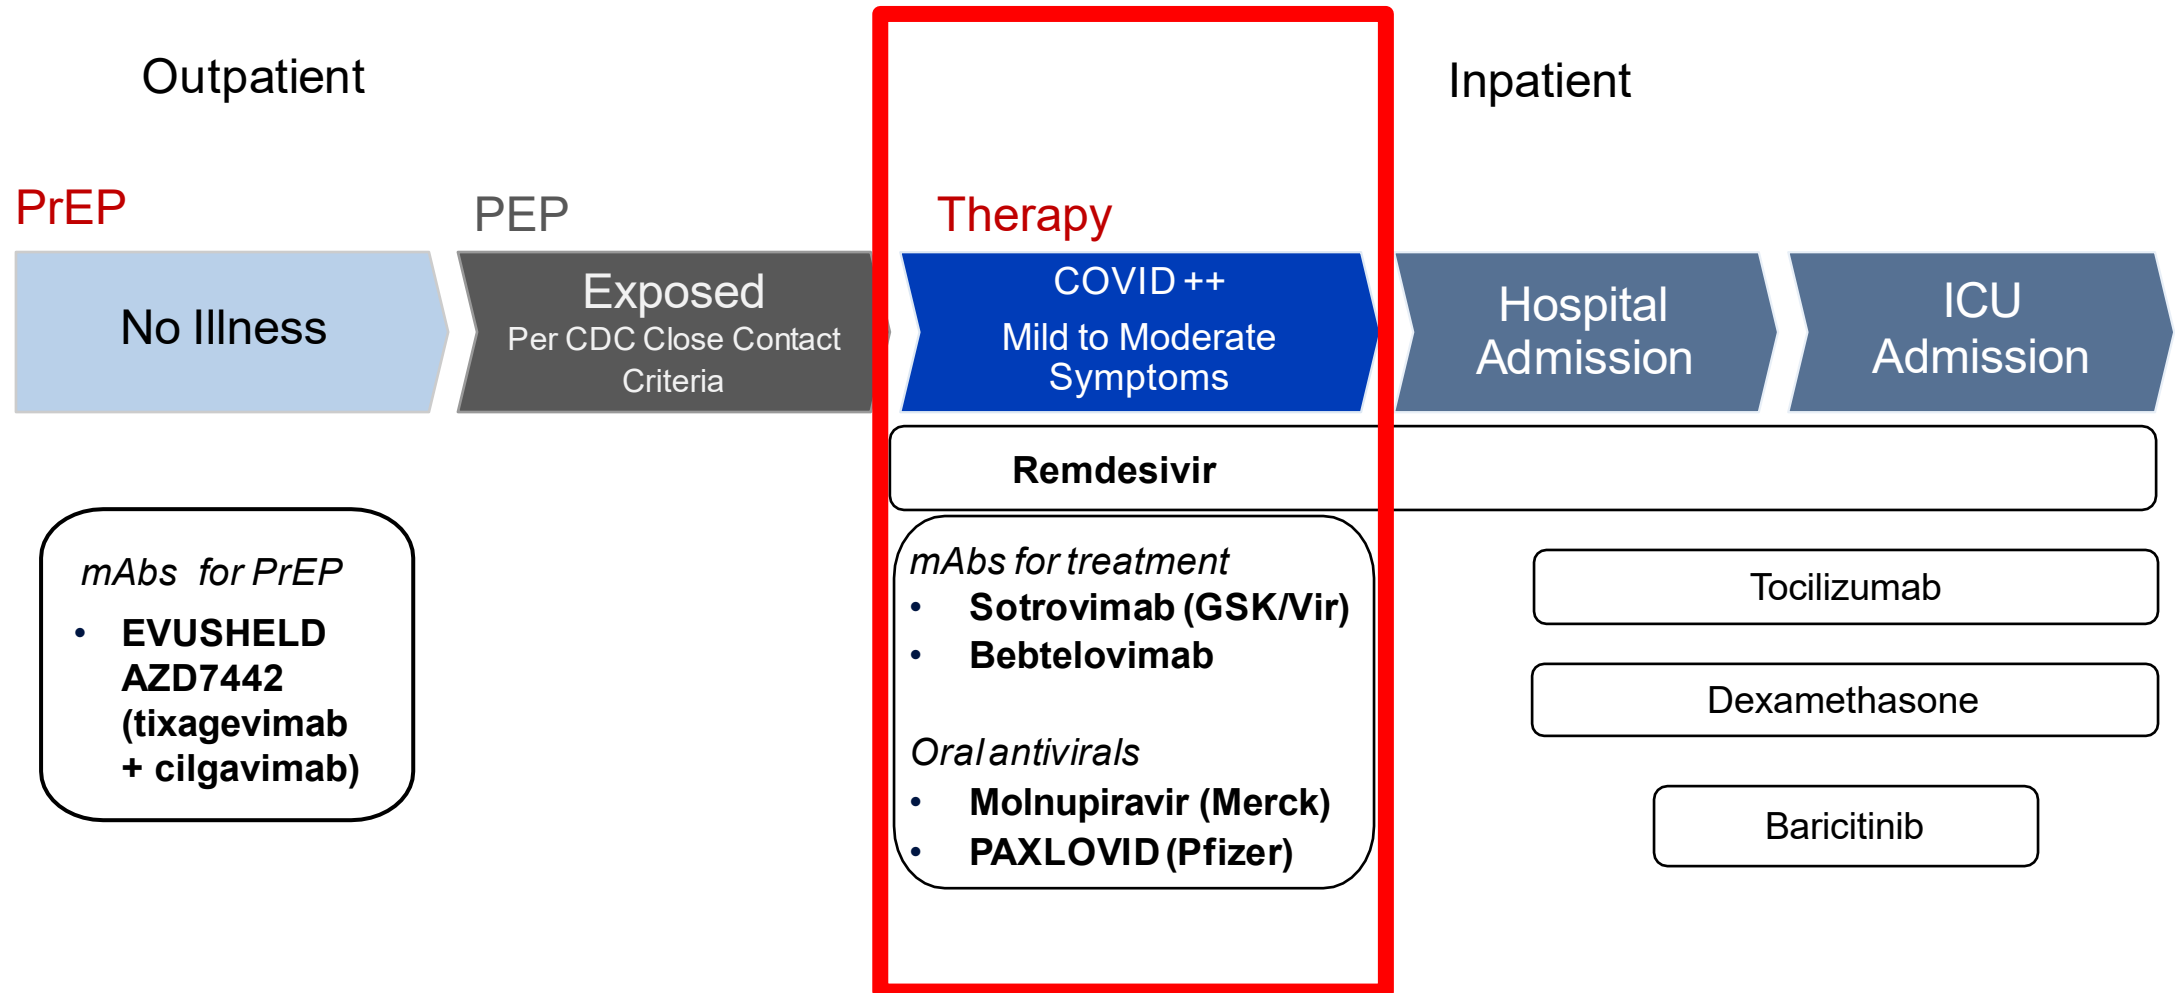 Outpatient
Inpatient
PrEP
PEP
Therapy
No Illness
Exposed
Per CDC Close Contact
Criteria
COVID ++
Mild to Moderate
Symptoms
Hospital
Admission
ICU
Admission
Remdesivir
mAbs for PrEP
• EVUSHELD
AZD7442
(tixagevimab
+ cilgavimab)
mAbs for treatment
• Sotrovimab (GSK/Vir)
• Bebtelovimab
Oral antivirals
• Molnupiravir (Merck)
• PAXLOVID (Pfizer)
Tocilizumab
Dexamethasone
Baricitinib